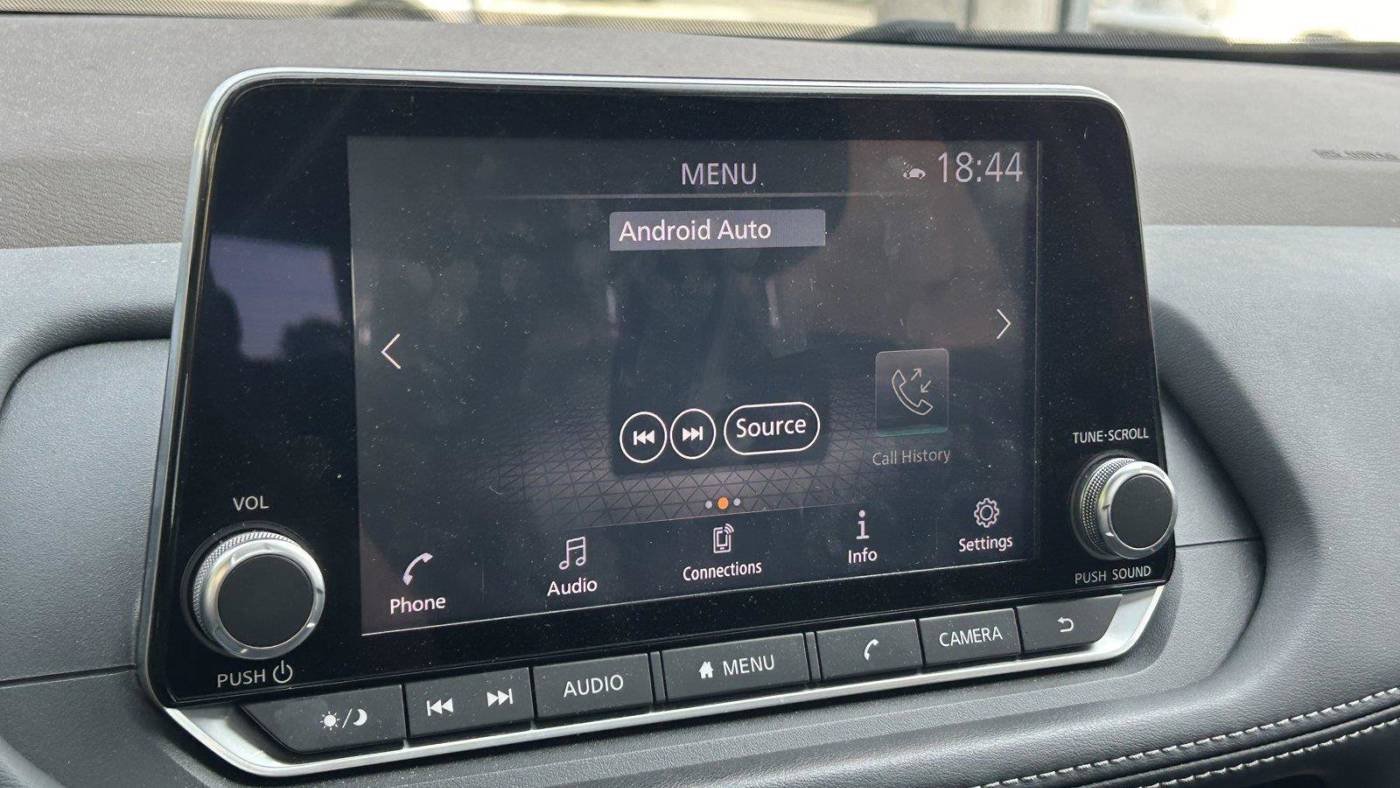 MENU
18:44
Android Auto
Source
Call History
Phone
Audio
Connections
Info
Settings
VOL
PUSH
TUNE·SCROLL
PUSH SOUND
AUDIO
MENU
CAMERA